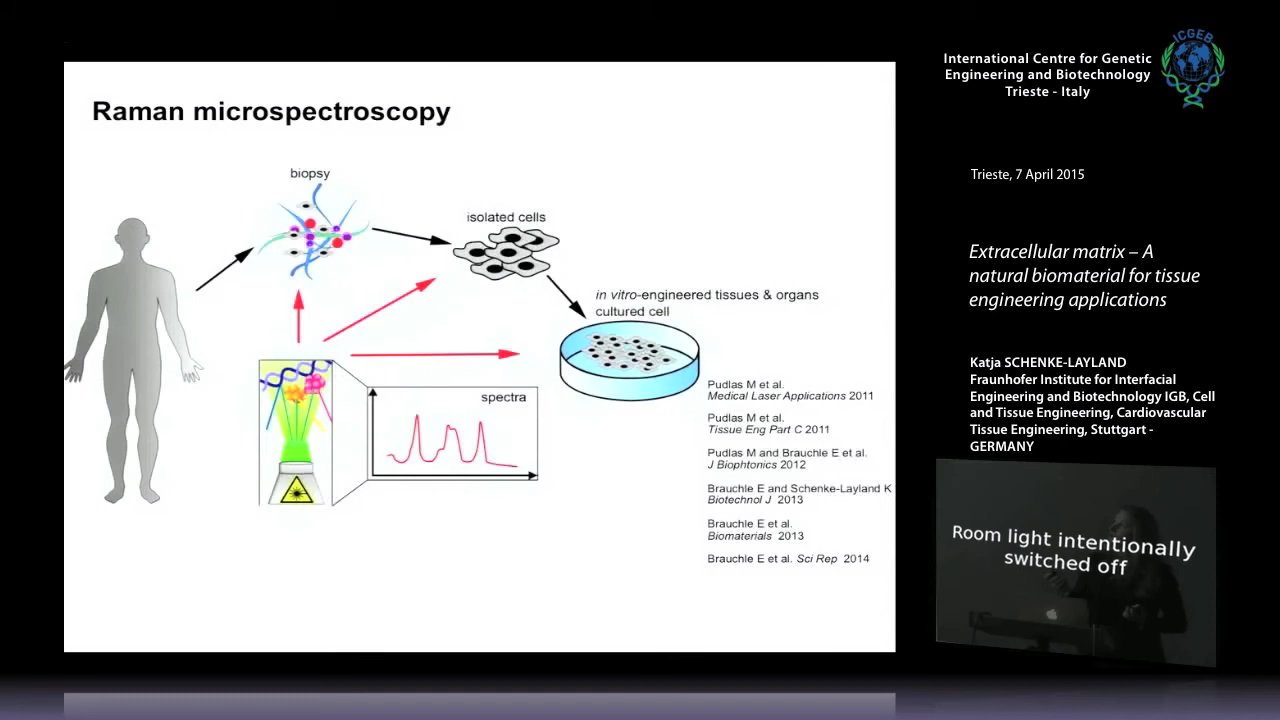 Raman microspectroscopy
biopsy
isolated cells
in vitro-engineered tissues & organs
cultured cell
spectra
Pudlas M et al.
Medical Laser Applications 2011
Pudlas M et al.
Tissue Eng Part C 2011
Pudlas M and Brauchle E et al.
J Biophtonics 2012
Brauchle E and Schenke-Layland K
Biotechnol J 2013
Brauchle E et al.
Biomaterials 2013
Brauchle E et al. Sci Rep 2014
International Centre for Genetic
Engineering and Biotechnology
Trieste - Italy
ICGEB
Trieste, 7 April 2015
Extracellular matrix – A
natural biomaterial for tissue
engineering applications
Katja SCHENKE-LAYLAND
Fraunhofer Institute for Interfacial
Engineering and Biotechnology IGB, Cell
and Tissue Engineering, Cardiovascular
Tissue Engineering, Stuttgart -
GERMANY
Room light intentionally
switched off